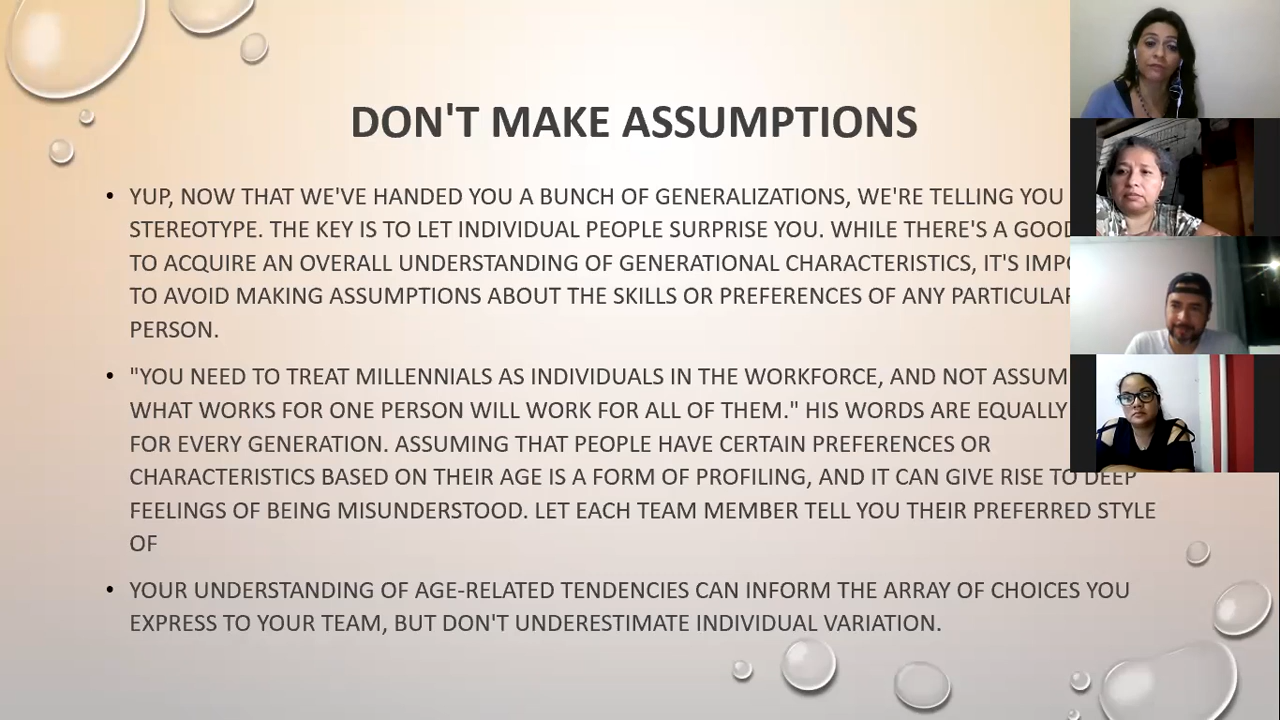 DON'T MAKE ASSUMPTIONS
• YUP, NOW THAT WE'VE HANDED YOU A BUNCH OF GENERALIZATIONS, WE'RE TELLING YOU
STEREOTYPE. THE KEY IS TO LET INDIVIDUAL PEOPLE SURPRISE YOU. WHILE THERE'S A GOOD
TO ACQUIRE AN OVERALL UNDERSTANDING OF GENERATIONAL CHARACTERISTICS, IT'S
TO AVOID MAKING ASSUMPTIONS ABOUT THE SKILLS OR PREFERENCES OF ANY PARTICULAR
PERSON.
• "YOU NEED TO TREAT MILLENNIALS AS INDIVIDUALS IN THE WORKFORCE, AND NOT
WHAT WORKS FOR ONE PERSON WILL WORK FOR ALL OF THEM." HIS WORDS ARE EQUALLY
FOR EVERY GENERATION. ASSUMING THAT PEOPLE HAVE CERTAIN PREFERENCES OR
CHARACTERISTICS BASED ON THEIR AGE IS A FORM OF PROFILING, AND IT CAN GIVE RISE TO DEEP
FEELINGS OF BEING MISUNDERSTOOD. LET EACH TEAM MEMBER TELL YOU THEIR PREFERRED STYLE
OF
• YOUR UNDERSTANDING OF AGE-RELATED TENDENCIES CAN INFORM THE ARRAY OF CHOICES YOU
EXPRESS TO YOUR TEAM, BUT DON'T UNDERESTIMATE INDIVIDUAL VARIATION.